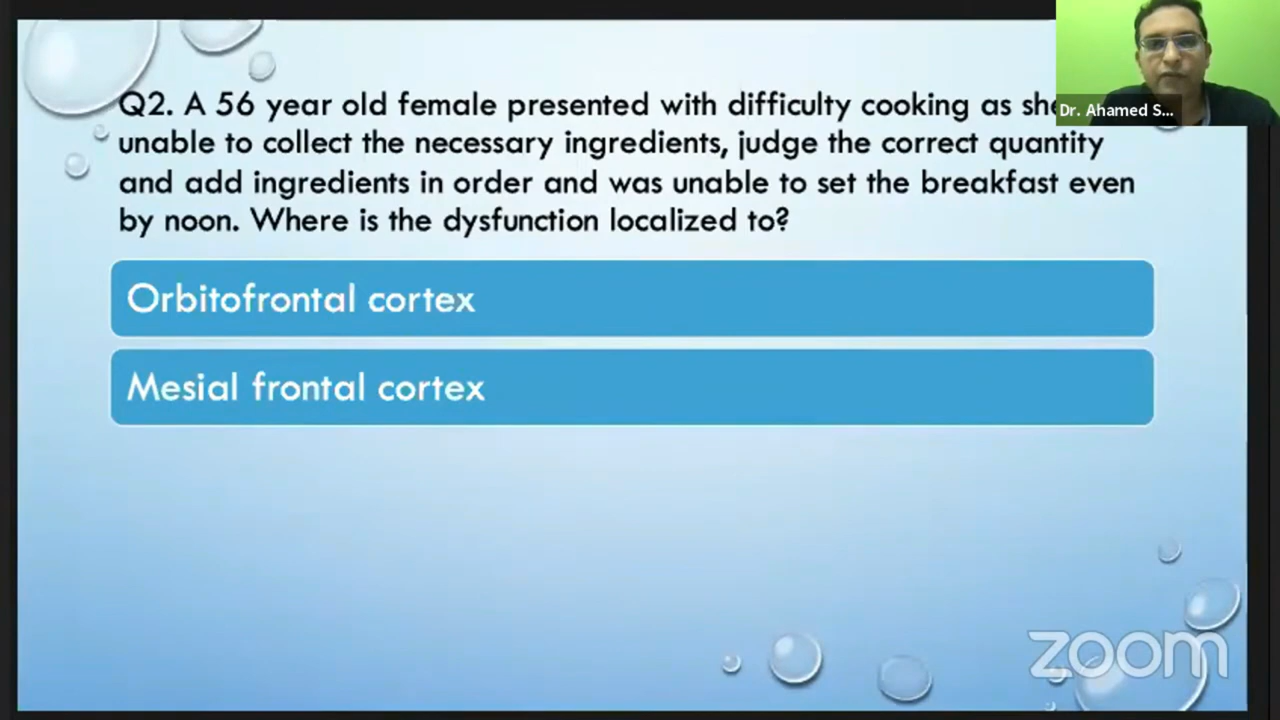 Q2. A 56 year old female presented with difficulty cooking as she
unable to collect the necessary ingredients, judge the correct quantity
and add ingredients in order and was unable to set the breakfast even
by noon. Where is the dysfunction localized to?
Orbitofrontal cortex
Mesial frontal cortex
Dr. Ahamed S...
zoom